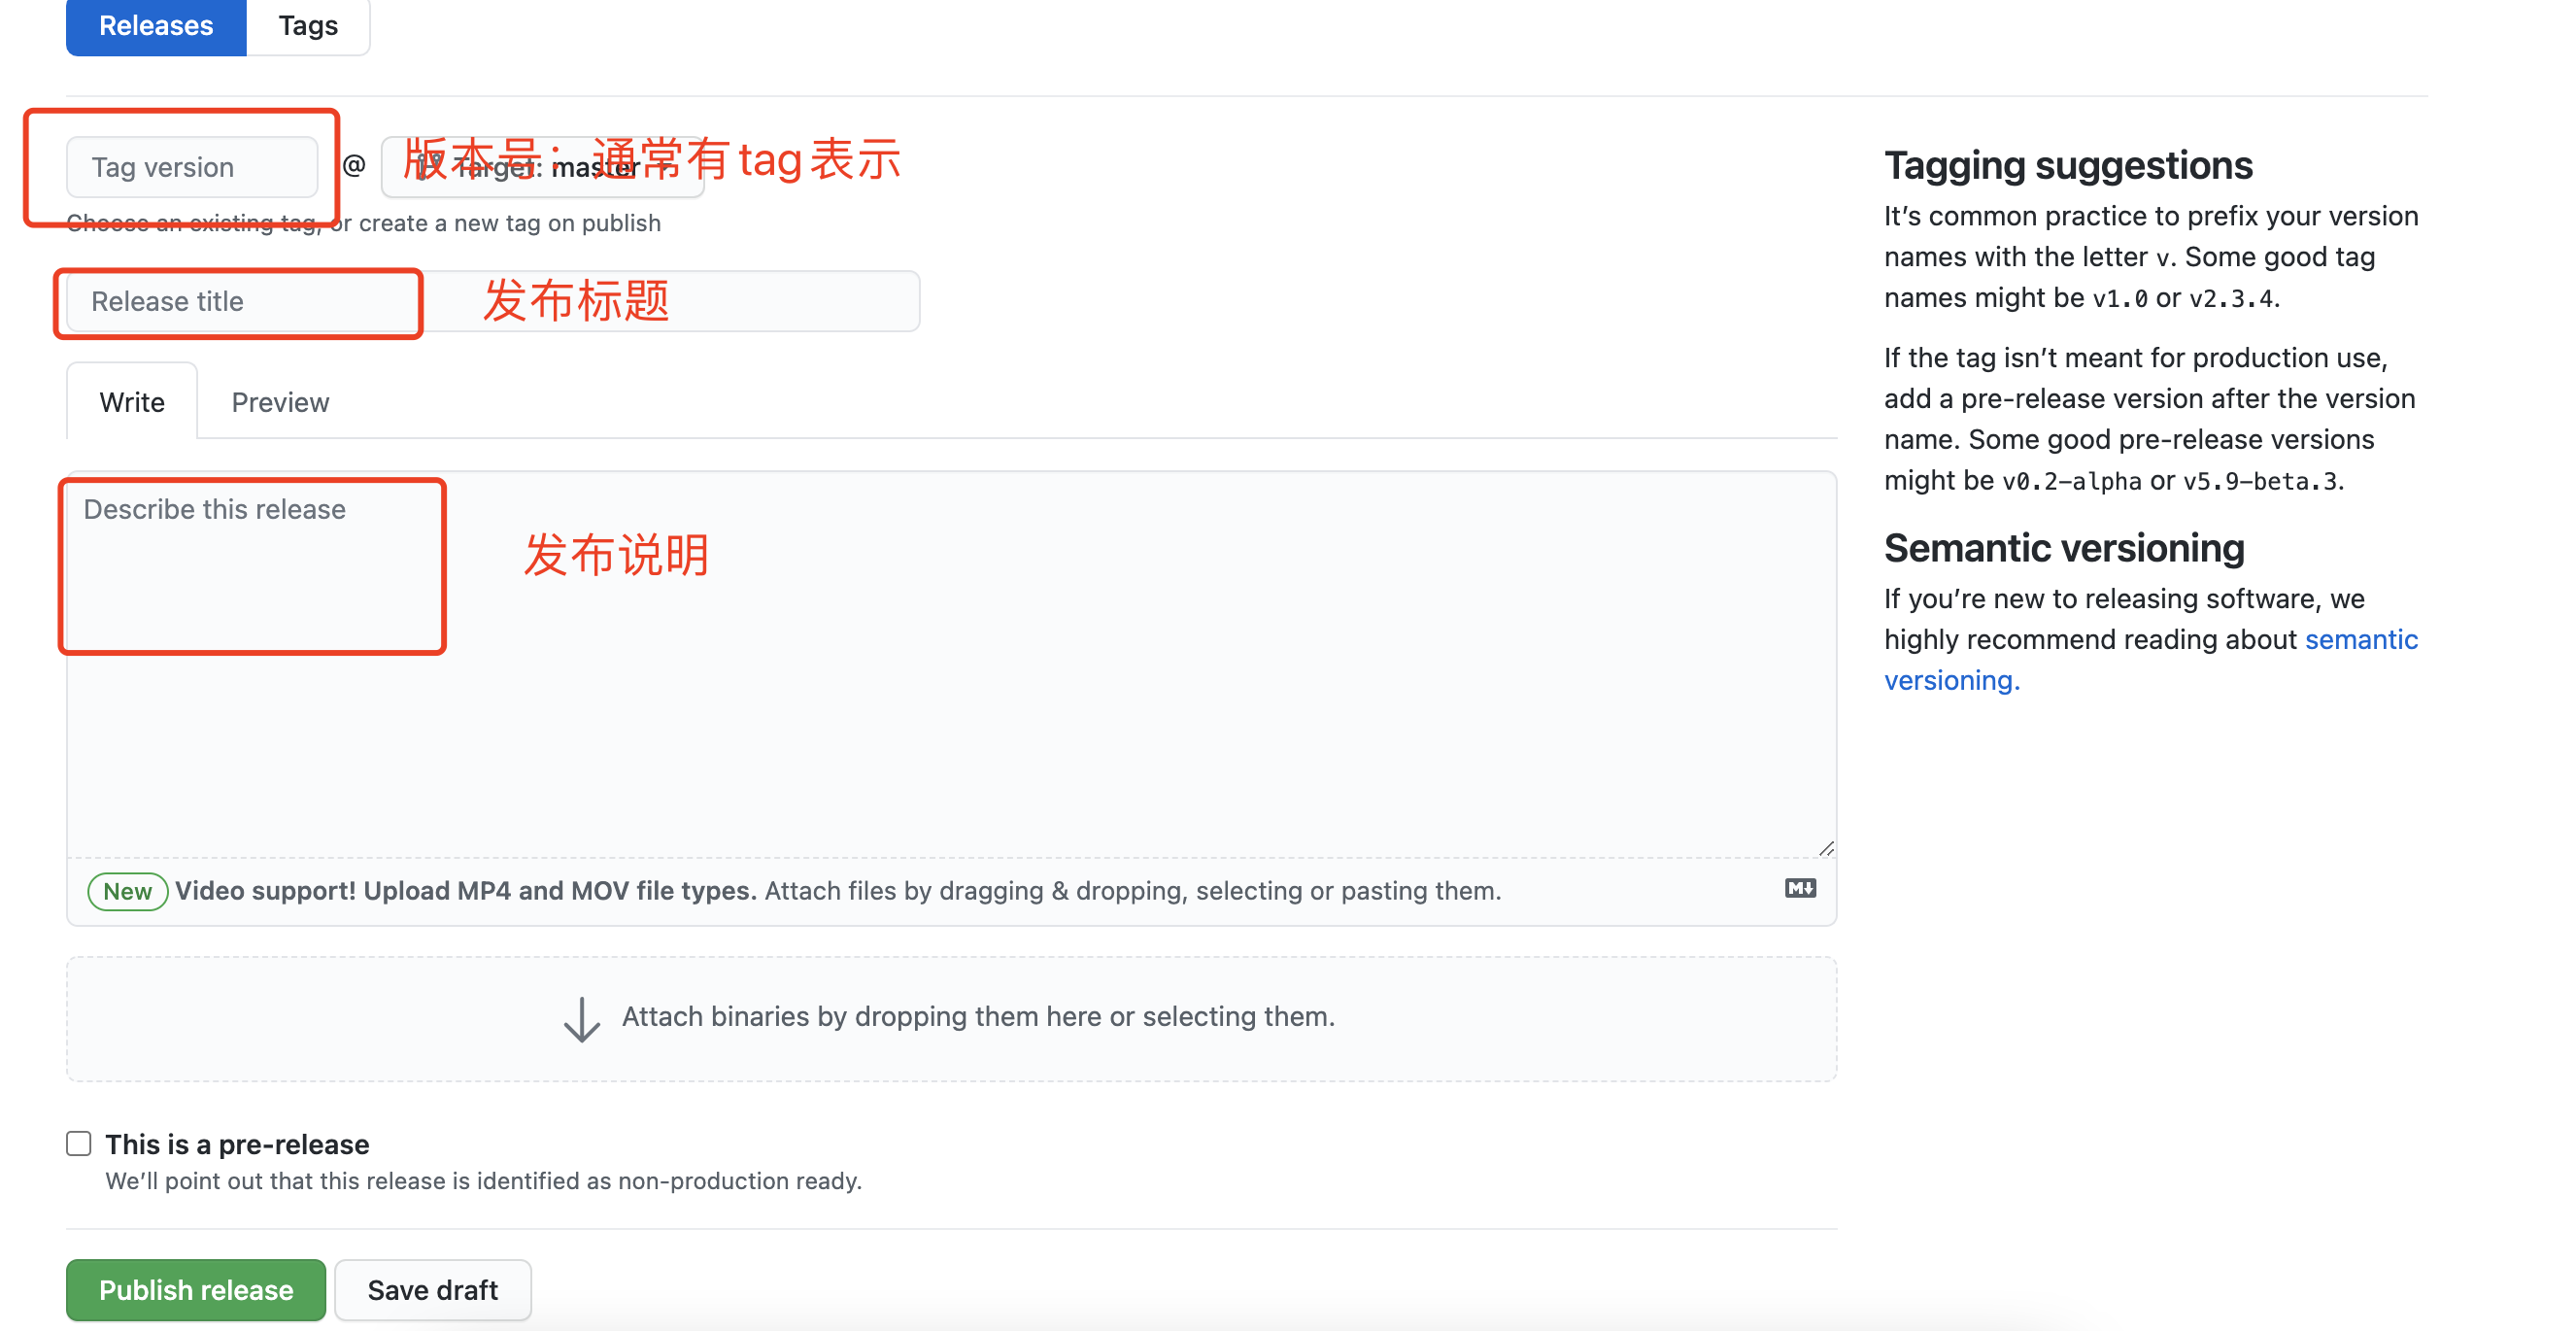 Releases Tags
Tag version @ Target: master
版本号：通常有tag表示
Choose an existing tag, or create a new tag on publish
Release title
发布标题
Write Preview
Describe this release
发布说明
New Video support! Upload MP4 and MOV file types. Attach files by dragging & dropping, selecting or pasting them.
Attach binaries by dropping them here or selecting them.
This is a pre-release
We’ll point out that this release is identified as non-production ready.
Publish release Save draft
Tagging suggestions
It’s common practice to prefix your version
names with the letter v. Some good tag
names might be v1.0 or v2.3.4.
If the tag isn’t meant for production use,
add a pre-release version after the version
name. Some good pre-release versions
might be v0.2-alpha or v5.9-beta.3.
Semantic versioning
If you’re new to releasing software, we
highly recommend reading about semantic
versioning.